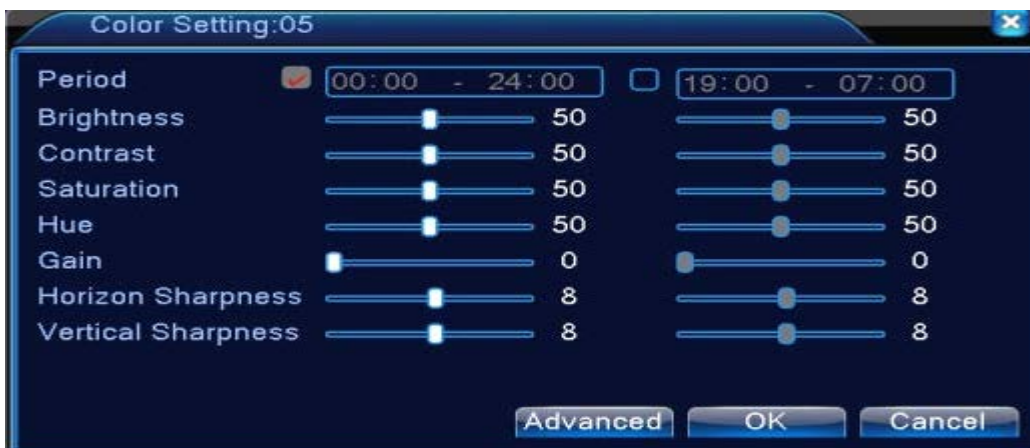 Color Setting:05
Period 00:00 - 24:00 19:00 - 07:00
Brightness 50 50
Contrast 50 50
Saturation 50 50
Hue 50 50
Gain 0 0
Horizon Sharpness 8 8
Vertical Sharpness 8 8
Advanced OK Cancel